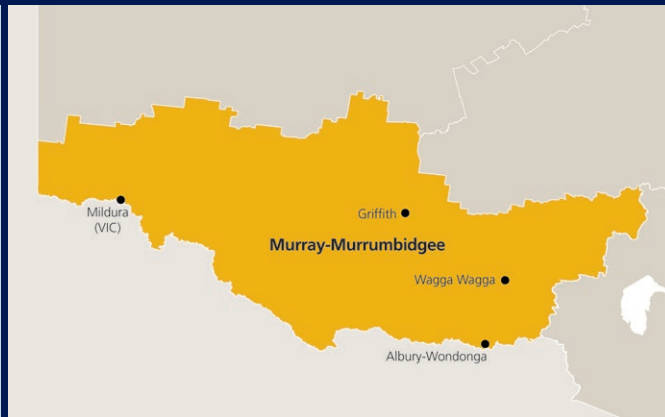 Mildura
(VIC)
Griffith
Murray-Murrumbidgee
Wagga Wagga
Albury-Wondonga